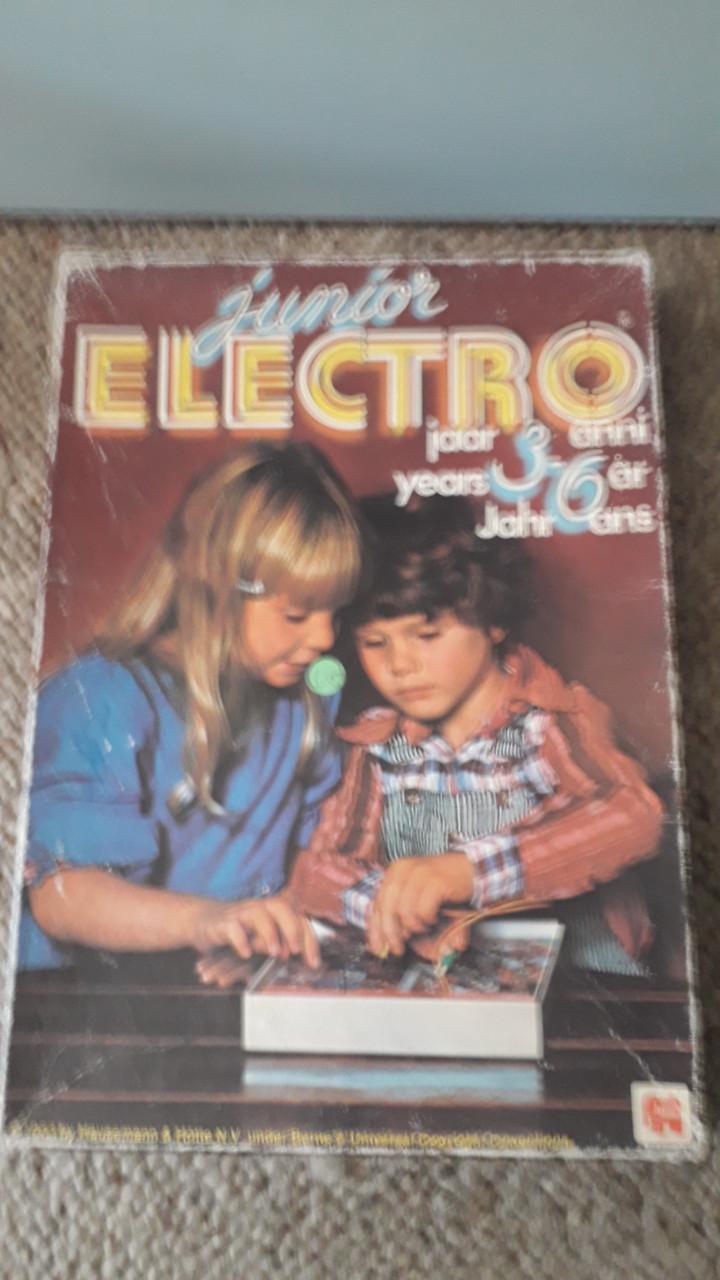 junior
ELECTRO®
jaar 3- anni
years 6 år
Jahr ans
by Hausemann & Hötte N.V. under Berne & Universal Copyright Conventions